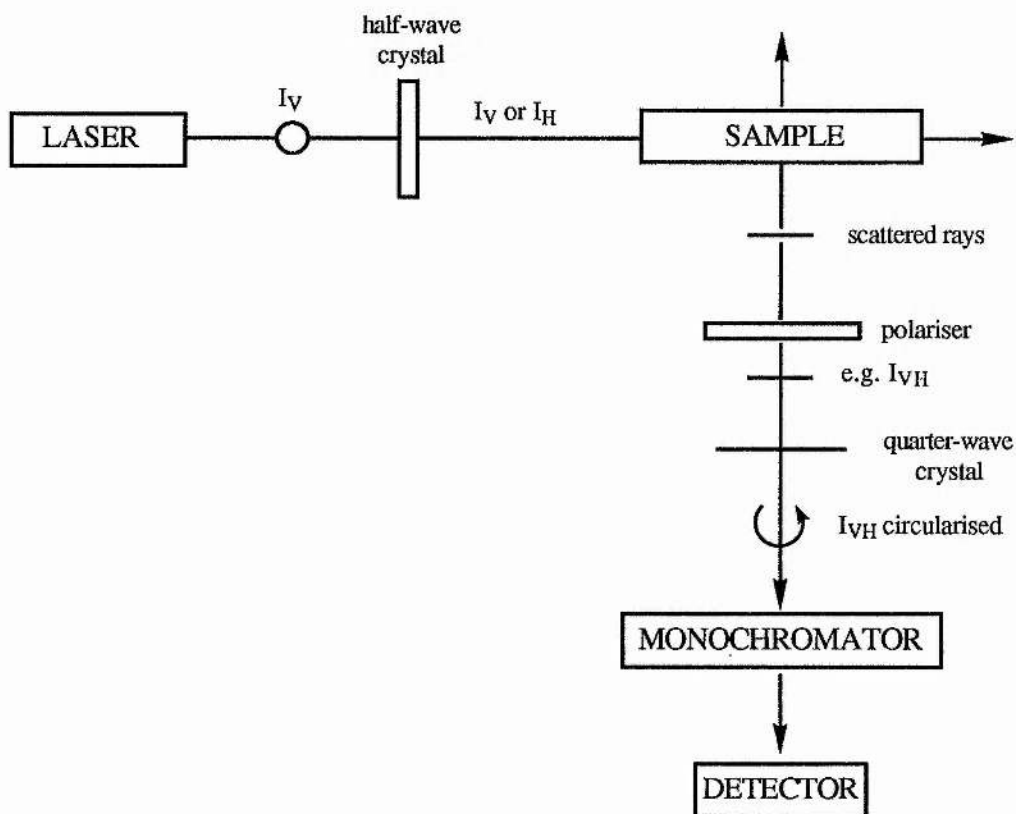 half-wave
crystal
IV
IV or IH
LASER
SAMPLE
scattered rays
polariser
e.g. IVH
quarter-wave
crystal
IVH circularised
MONOCHROMATOR
DETECTOR